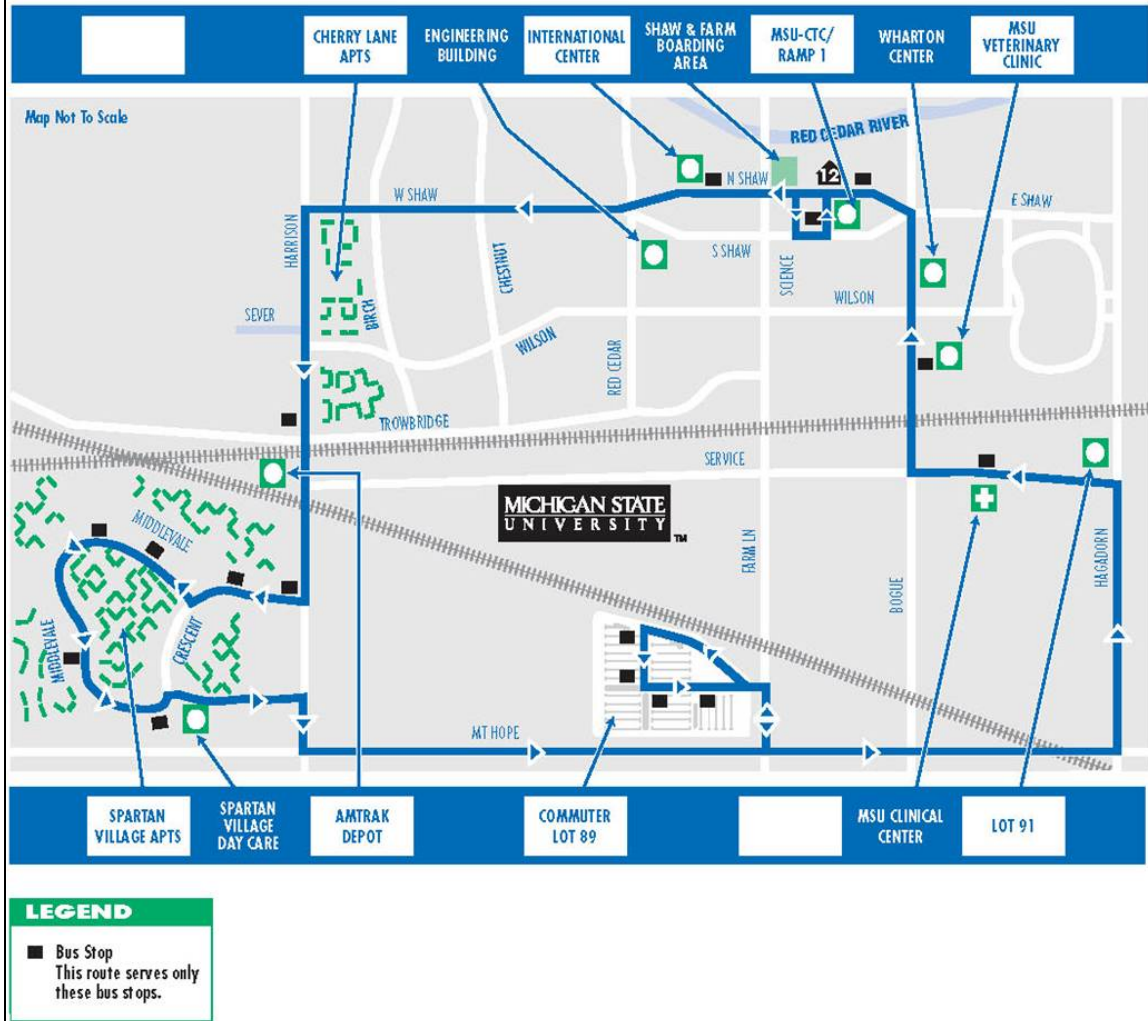 CHERRY LANE
APTS
ENGINEERING
BUILDING
INTERNATIONAL
CENTER
SHAW & FARM
BOARDING
AREA
MSU-CTC/
RAMP 1
WHARTON
CENTER
MSU
VETERINARY
CLINIC
Map Not To Scale
RED CEDAR RIVER
12
N SHAW
W SHAW
E SHAW
HARRISON
S SHAW
CHESTNUT
SCIENCE
WILSON
BIRCH
SEVER
WILSON
RED CEDAR
TROWBRIDGE
SERVICE
MICHIGAN STATE
UNIVERSITY
TM
MIDDLEVALE
FARM LN
BOGUE
HAGADORN
CRESCENT
MIDDLEVALE
MT HOPE
SPARTAN
VILLAGE APTS
SPARTAN
VILLAGE
DAY CARE
AMTRAK
DEPOT
COMMUTER
LOT 89
MSU CLINICAL
CENTER
LOT 91
LEGEND
Bus Stop
This route serves only
these bus stops.